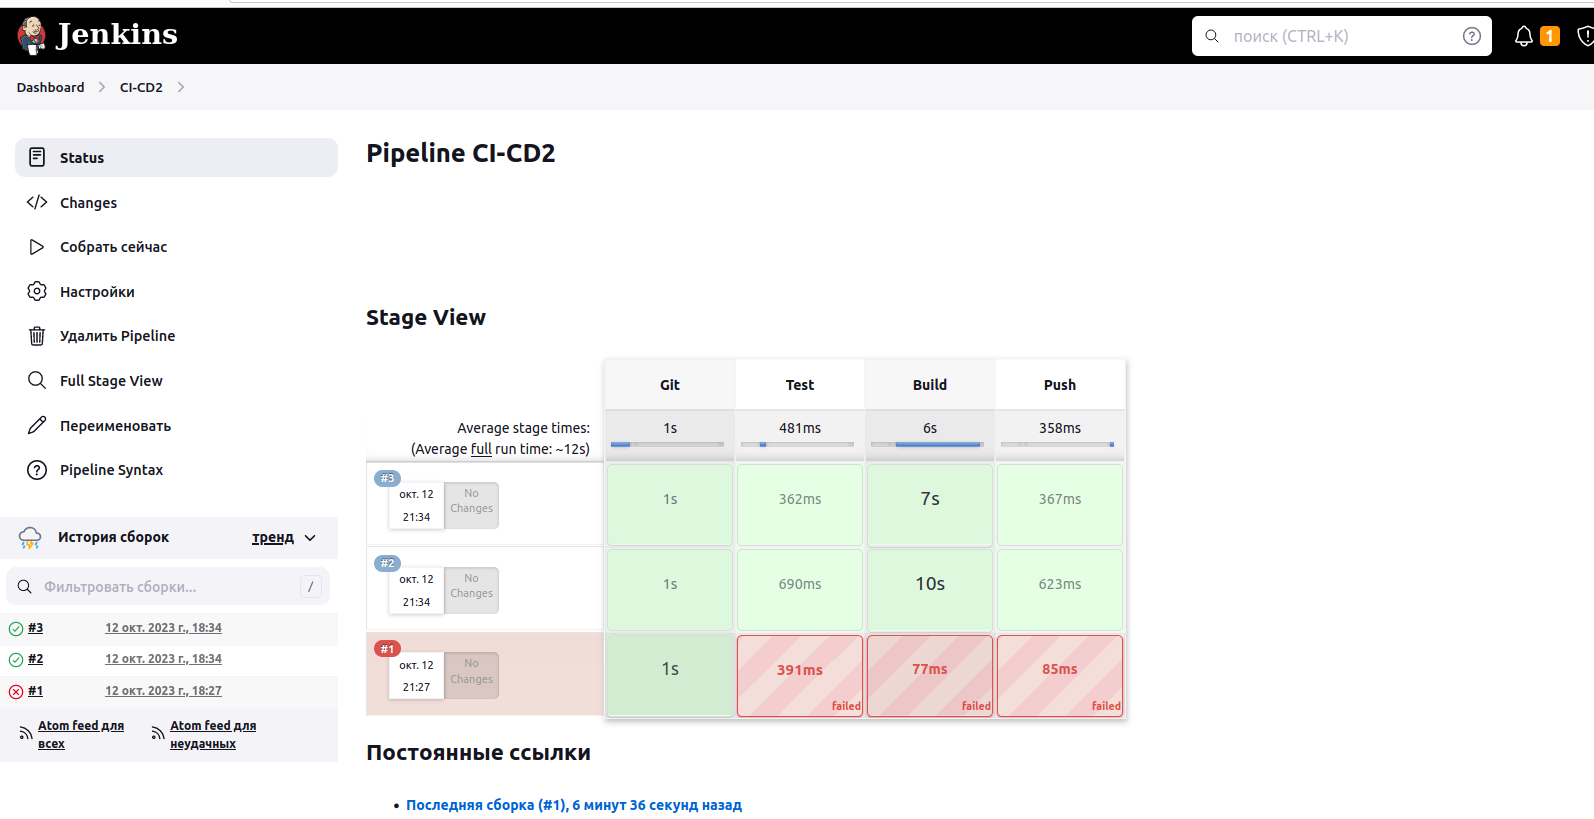 Jenkins
поиск (CTRL+K)
1
Dashboard
CI-CD2
Status
Changes
Собрать сейчас
Настройки
Удалить Pipeline
Full Stage View
Переименовать
Pipeline Syntax
История сборок
тренд
Фильтровать сборки...
/
#3
12 окт. 2023 г., 18:34
#2
12 окт. 2023 г., 18:34
#1
12 окт. 2023 г., 18:27
Atom feed для
всех
Atom feed для
неудачных
Pipeline CI-CD2
Stage View
Git
Test
Build
Push
Average stage times:
(Average full run time: ~12s)
1s
481ms
6s
358ms
#3
окт. 12
21:34
No
Changes
1s
362ms
7s
367ms
#2
окт. 12
21:34
No
Changes
1s
690ms
10s
623ms
#1
окт. 12
21:27
No
Changes
1s
391ms
failed
77ms
failed
85ms
failed
Постоянные ссылки
Последняя сборка (#1), 6 минут 36 секунд назад